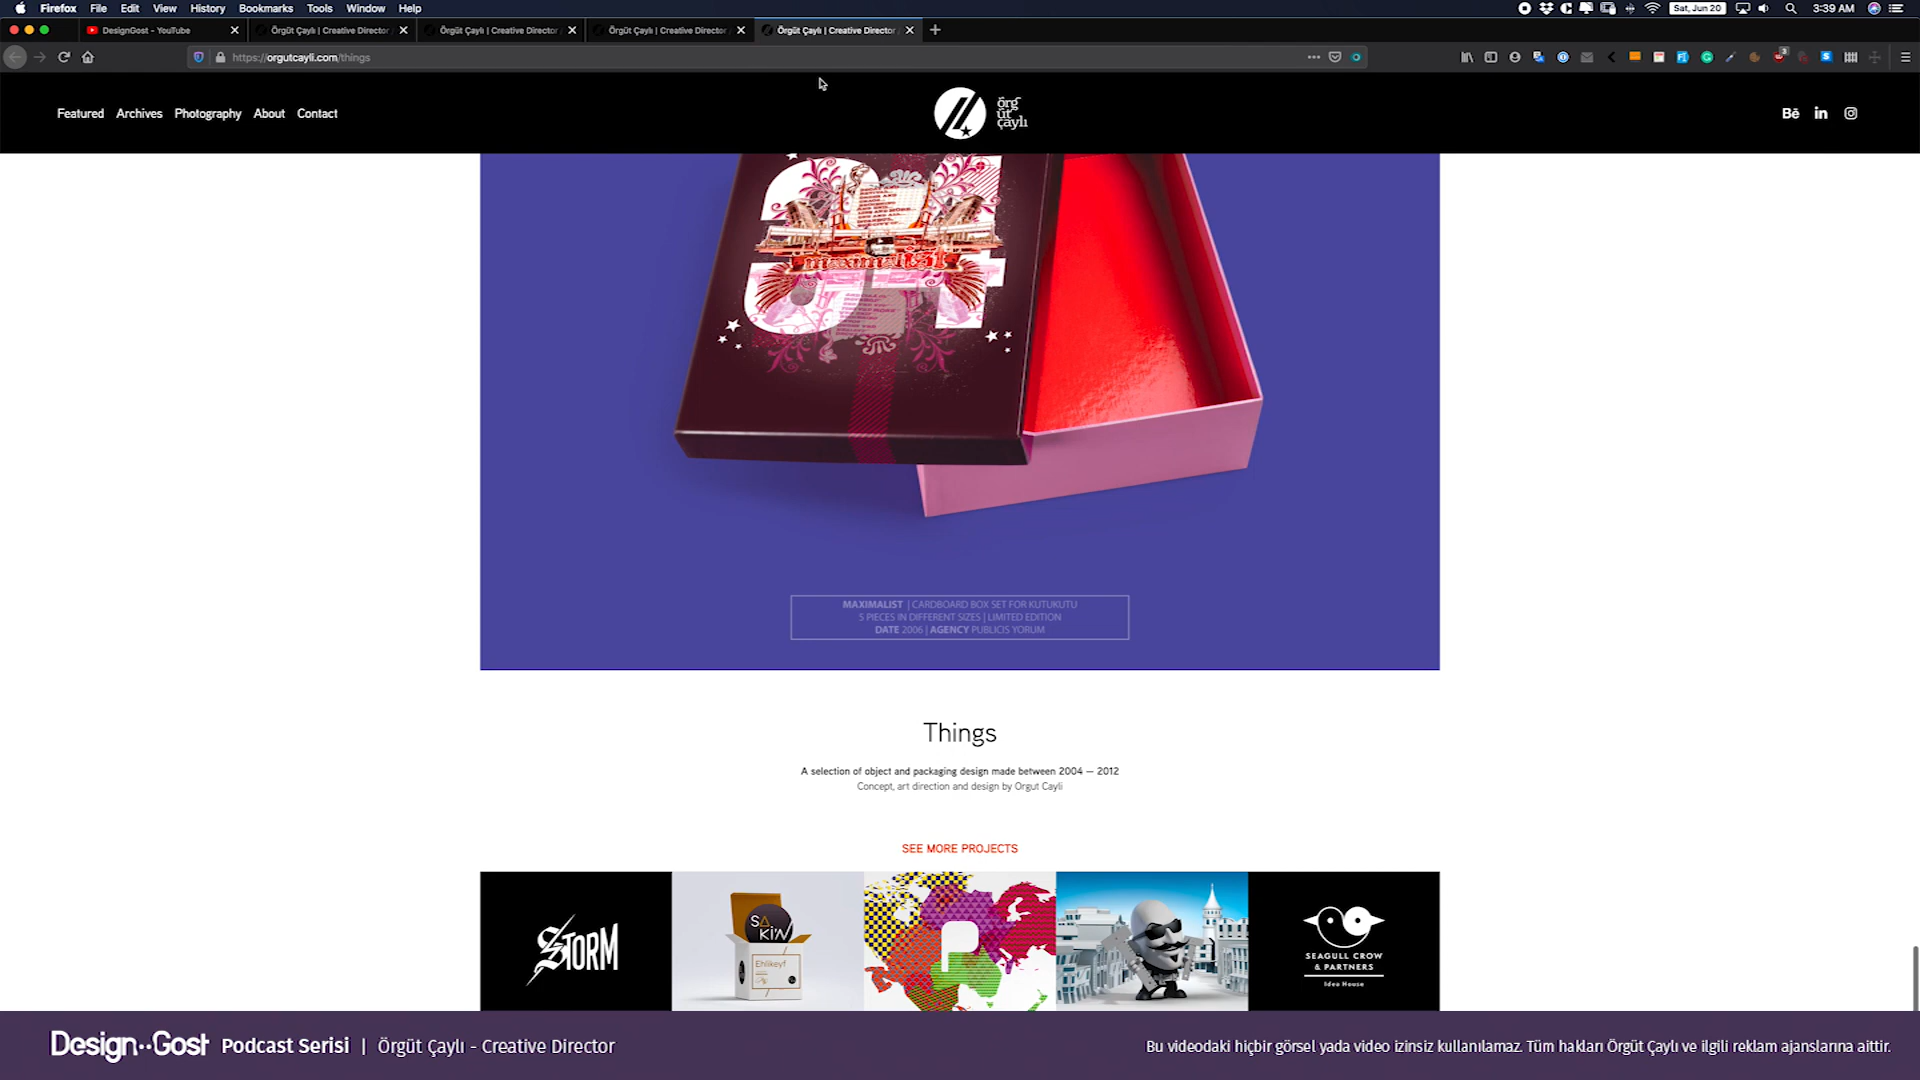 Firefox File Edit View History Bookmarks Tools Window Help
Sat, Jun 20 3:39 AM
DesignGost - YouTube
Örgüt Çaylı | Creative Director
Örgüt Çaylı | Creative Director
Örgüt Çaylı | Creative Director
Örgüt Çaylı | Creative Director
https://orgutcayli.com/things
3
Featured Archives Photography About Contact
örg
üt
çaylı
Bē in
MAXIMALIST | CARDBOARD BOX SET FOR KUTUKUTU
5 PIECES IN DIFFERENT SIZES | LIMITED EDITION
DATE 2006 | AGENCY PUBLICIS YORUM
Things
A selection of object and packaging design made between 2004 — 2012
Concept, art direction and design by Orgut Cayli
SEE MORE PROJECTS
STORM
SAKİN
Ehlikeyf
SEAGULL CROW
& PARTNERS
Idea House
Design··Gost Podcast Serisi | Örgüt Çaylı - Creative Director
Bu videodaki hiçbir görsel yada video izinsiz kullanılamaz. Tüm hakları Örgüt Çaylı ve ilgili reklam ajanslarına aittir.